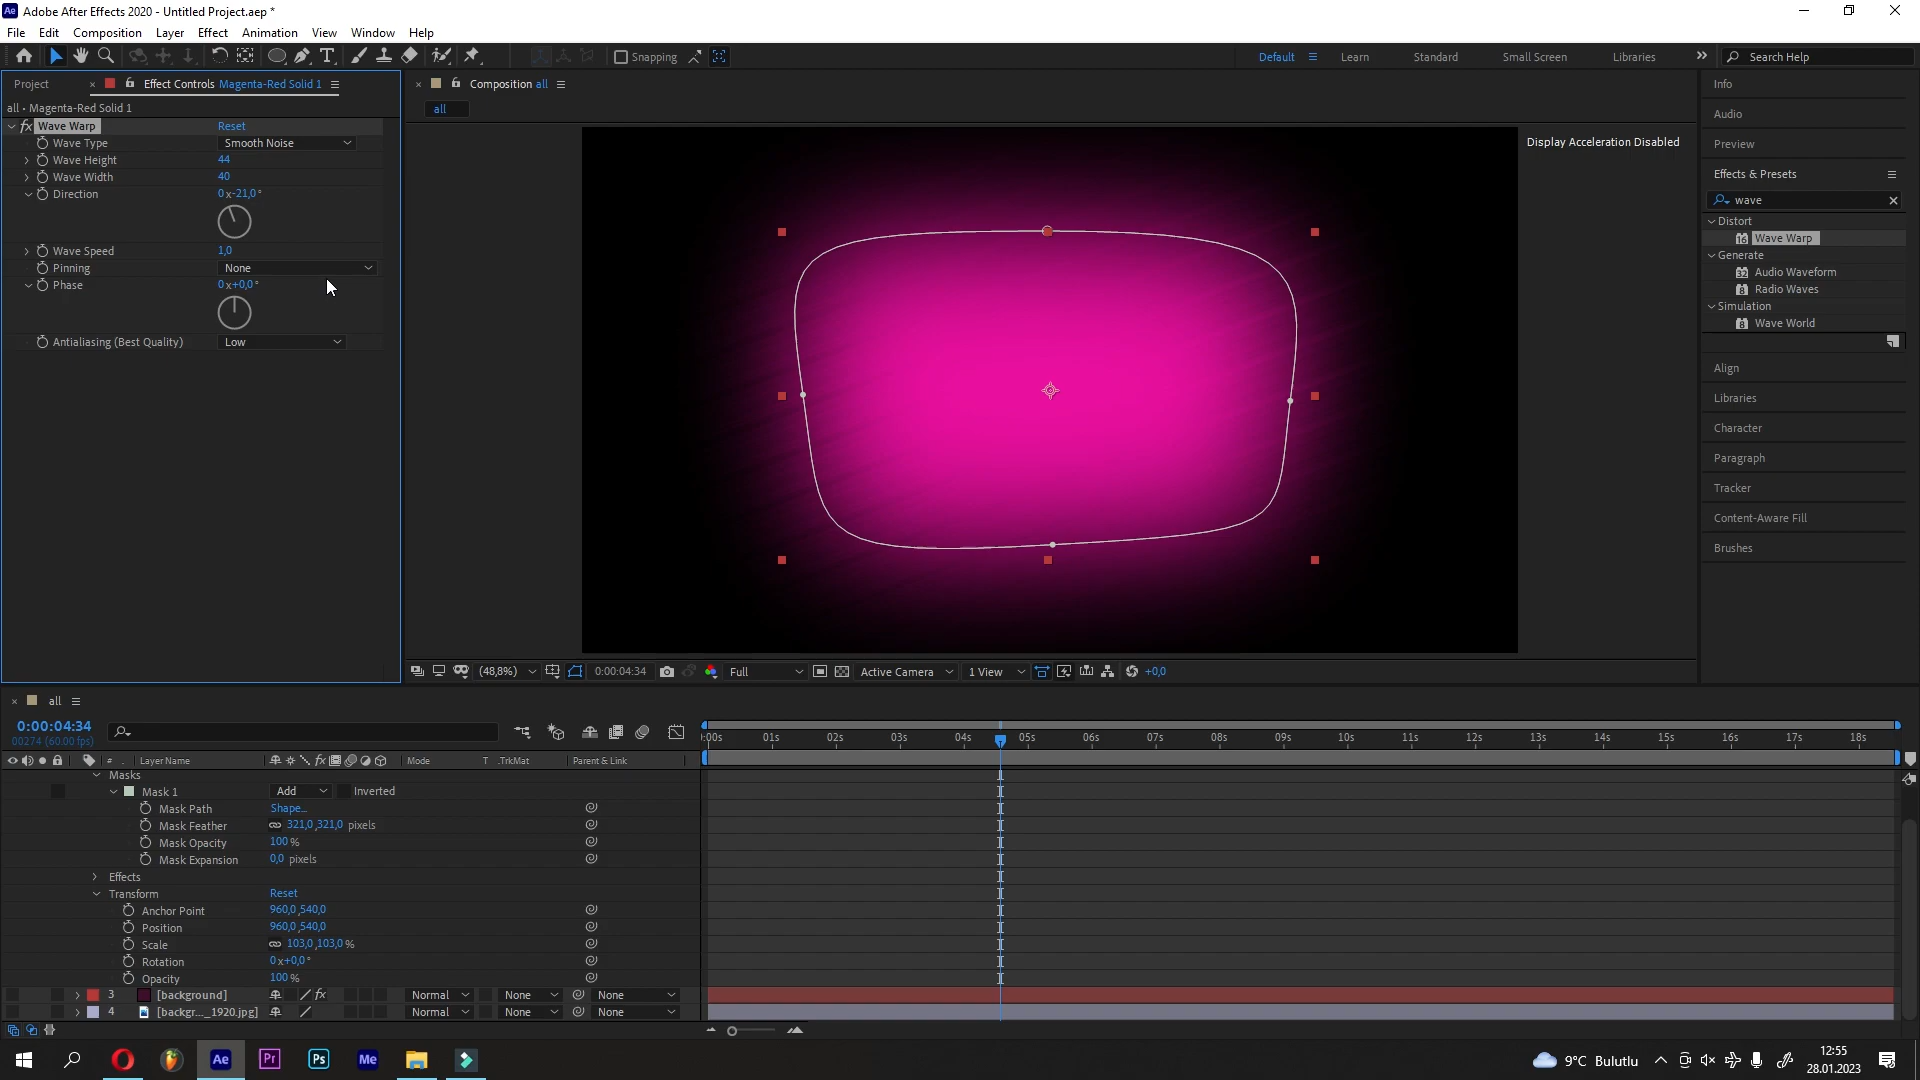 Adobe After Effects 2020 - Untitled Project.aep *
File Edit Composition Layer Effect Animation View Window Help
Snapping Default Learn Standard Small Screen Libraries Search Help
Project Effect Controls Magenta-Red Solid 1
all • Magenta-Red Solid 1
fx Wave Warp Reset
Wave Type Smooth Noise
Wave Height 44
Wave Width 40
Direction 0x-21,0°
Wave Speed 1,0
Pinning None
Phase 0x+0,0°
Antialiasing (Best Quality) Low
Composition all
all
Display Acceleration Disabled
(48,8%) 0:00:04:34 Full Active Camera 1 View +0,0
Info
Audio
Preview
Effects & Presets
wave
Distort
16 Wave Warp
Generate
32 Audio Waveform
8 Radio Waves
Simulation
8 Wave World
Align
Libraries
Character
Paragraph
Tracker
Content-Aware Fill
Brushes
all
0:00:04:34
00274 (60.00 fps)
:00s 01s 02s 03s 04s 05s 06s 07s 08s 09s 10s 11s 12s 13s 14s 15s 16s 17s 18s
# . Layer Name fx Mode T .TrkMat Parent & Link
Masks
Mask 1 Add Inverted
Mask Path Shape...
Mask Feather 321,0,321,0 pixels
Mask Opacity 100%
Mask Expansion 0,0 pixels
Effects
Transform Reset
Anchor Point 960,0,540,0
Position 960,0,540,0
Scale 103,0,103,0%
Rotation 0x+0,0°
Opacity 100%
3 [background] fx Normal None None
4 [backgr..._1920.jpg] Normal None None
Ae Pr Ps Me 9°C Bulutlu 12:55
28.01.2023